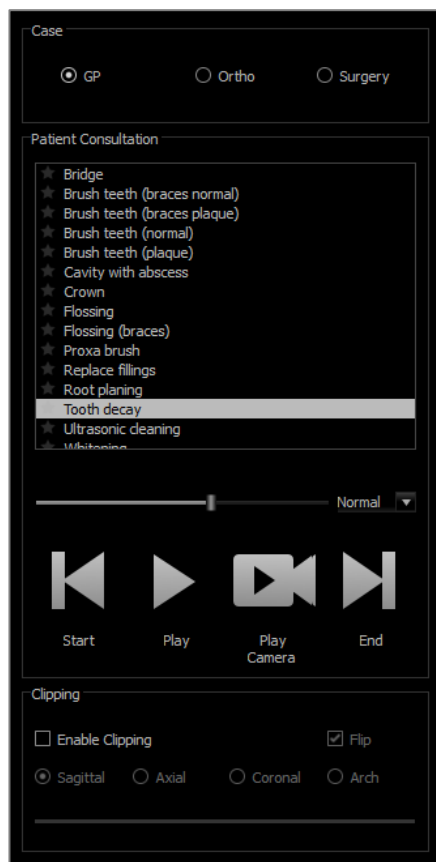 Case
GP Ortho Surgery
Patient Consultation
Bridge
Brush teeth (braces normal)
Brush teeth (braces plaque)
Brush teeth (normal)
Brush teeth (plaque)
Cavity with abscess
Crown
Flossing
Flossing (braces)
Proxa brush
Replace fillings
Root planing
Tooth decay
Ultrasonic cleaning
Whitening
Normal
Start Play Play End
Camera
Clipping
Enable Clipping Flip
Sagittal Axial Coronal Arch